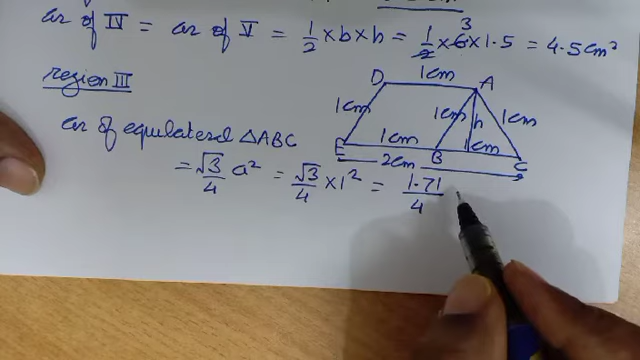 ar of IV = ar of V = 1/2 × b × h = 1/2 × 6 3 × 1.5 = 4.5 cm²
region III
D 1cm A
1cm 1cm h 1cm
ar of equilateral △ABC
E 1cm B 1cm C
2cm
= √3/4 a² = √3/4 × 1² = 1.71/4